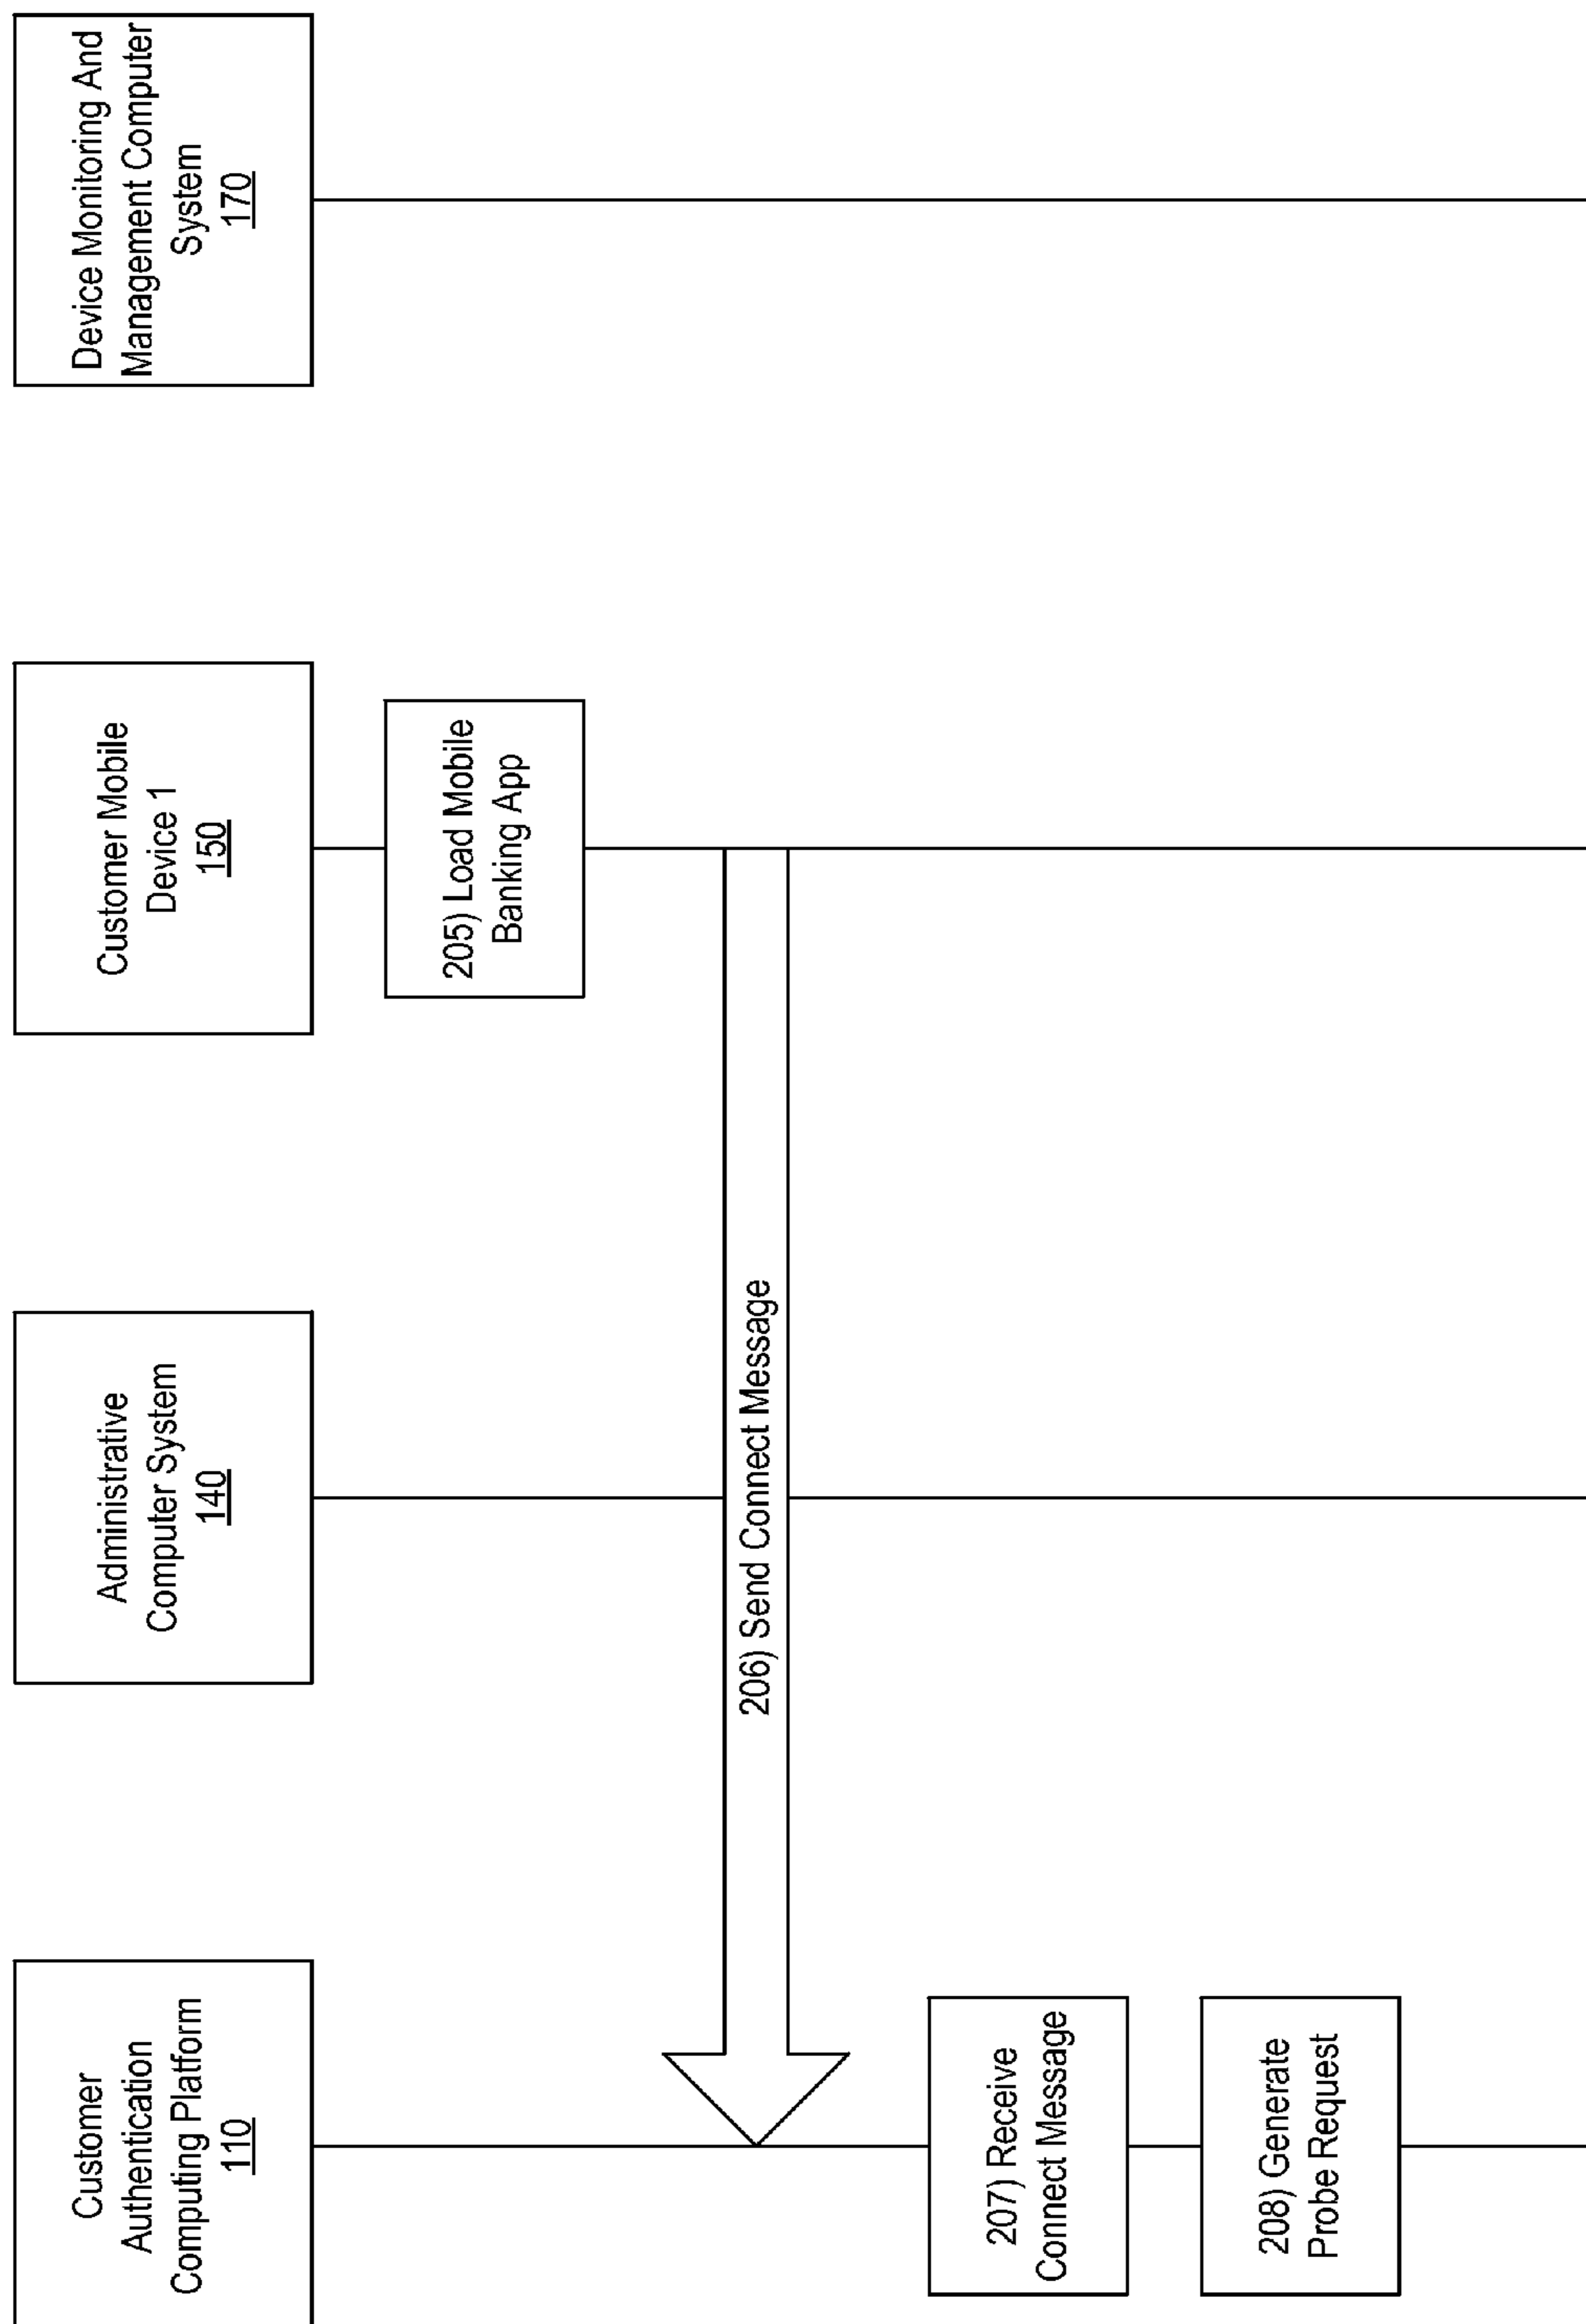 Customer
Authentication
Computing Platform
110
Administrative
Computer System
140
Customer Mobile
Device 1
150
Device Monitoring And
Management Computer
System
170
205) Load Mobile
Banking App
206) Send Connect Message
207) Receive
Connect Message
208) Generate
Probe Request